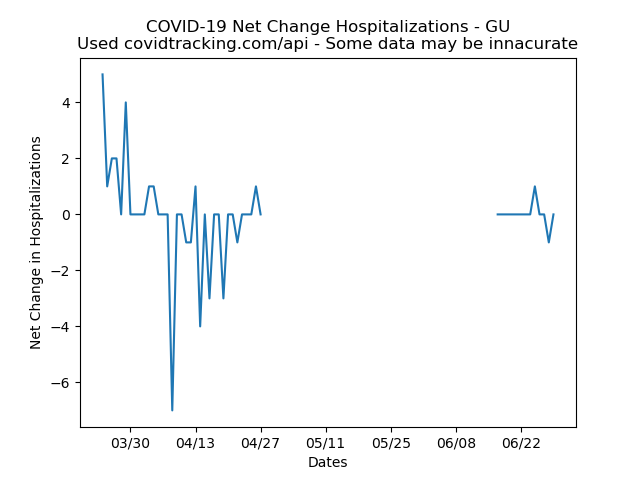 COVID-19 Net Change Hospitalizations - GU
Used covidtracking.com/api - Some data may be innacurate
Net Change in Hospitalizations
4
2
0
−2
−4
−6
03/30 04/13 04/27 05/11 05/25 06/08 06/22
Dates